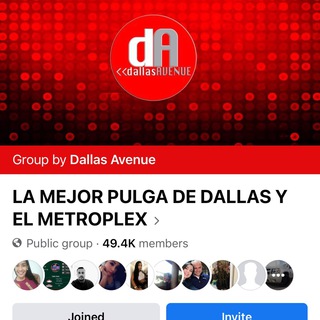 dA
<<dallasAVENUE
Group by Dallas Avenue
LA MEJOR PULGA DE DALLAS Y
EL METROPLEX >
Public group · 49.4K members
Joined
Invite